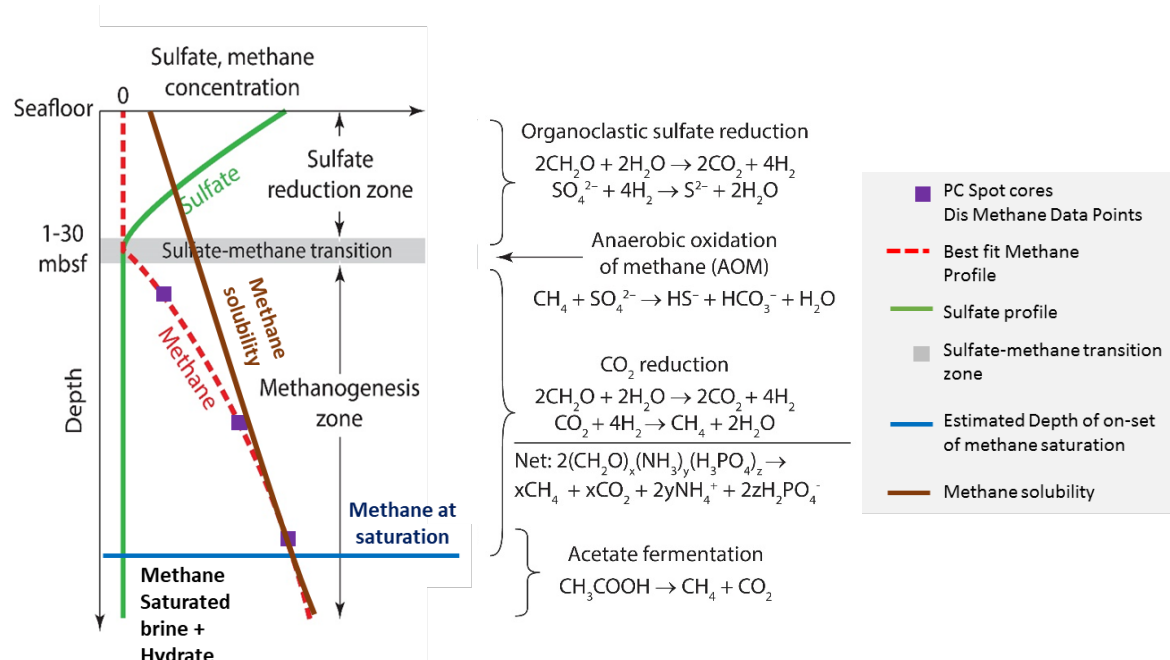 Sulfate, methane
concentration
0
Seafloor
Sulfate
reduction zone
Sulfate
1-30
mbsf
Sulfate-methane transition
Methane
solubility
Methane
Methanogenesis
zone
Depth
Methane at
saturation
Methane
Saturated
brine +
Hydrate
Organoclastic sulfate reduction
2CH₂O + 2H₂O → 2CO₂ + 4H₂
SO₄²⁻ + 4H₂ → S²⁻ + 2H₂O
Anaerobic oxidation
of methane (AOM)
CH₄ + SO₄²⁻ → HS⁻ + HCO₃⁻ + H₂O
CO₂ reduction
2CH₂O + 2H₂O → 2CO₂ + 4H₂
CO₂ + 4H₂ → CH₄ + 2H₂O
Net: 2(CH₂O)ₓ(NH₃)ᵧ(H₃PO₄)z →
xCH₄ + xCO₂ + 2yNH₄⁺ + 2zH₂PO₄⁻
Acetate fermentation
CH₃COOH → CH₄ + CO₂
PC Spot cores
Dis Methane Data Points
Best fit Methane
Profile
Sulfate profile
Sulfate-methane transition
zone
Estimated Depth of on-set
of methane saturation
Methane solubility